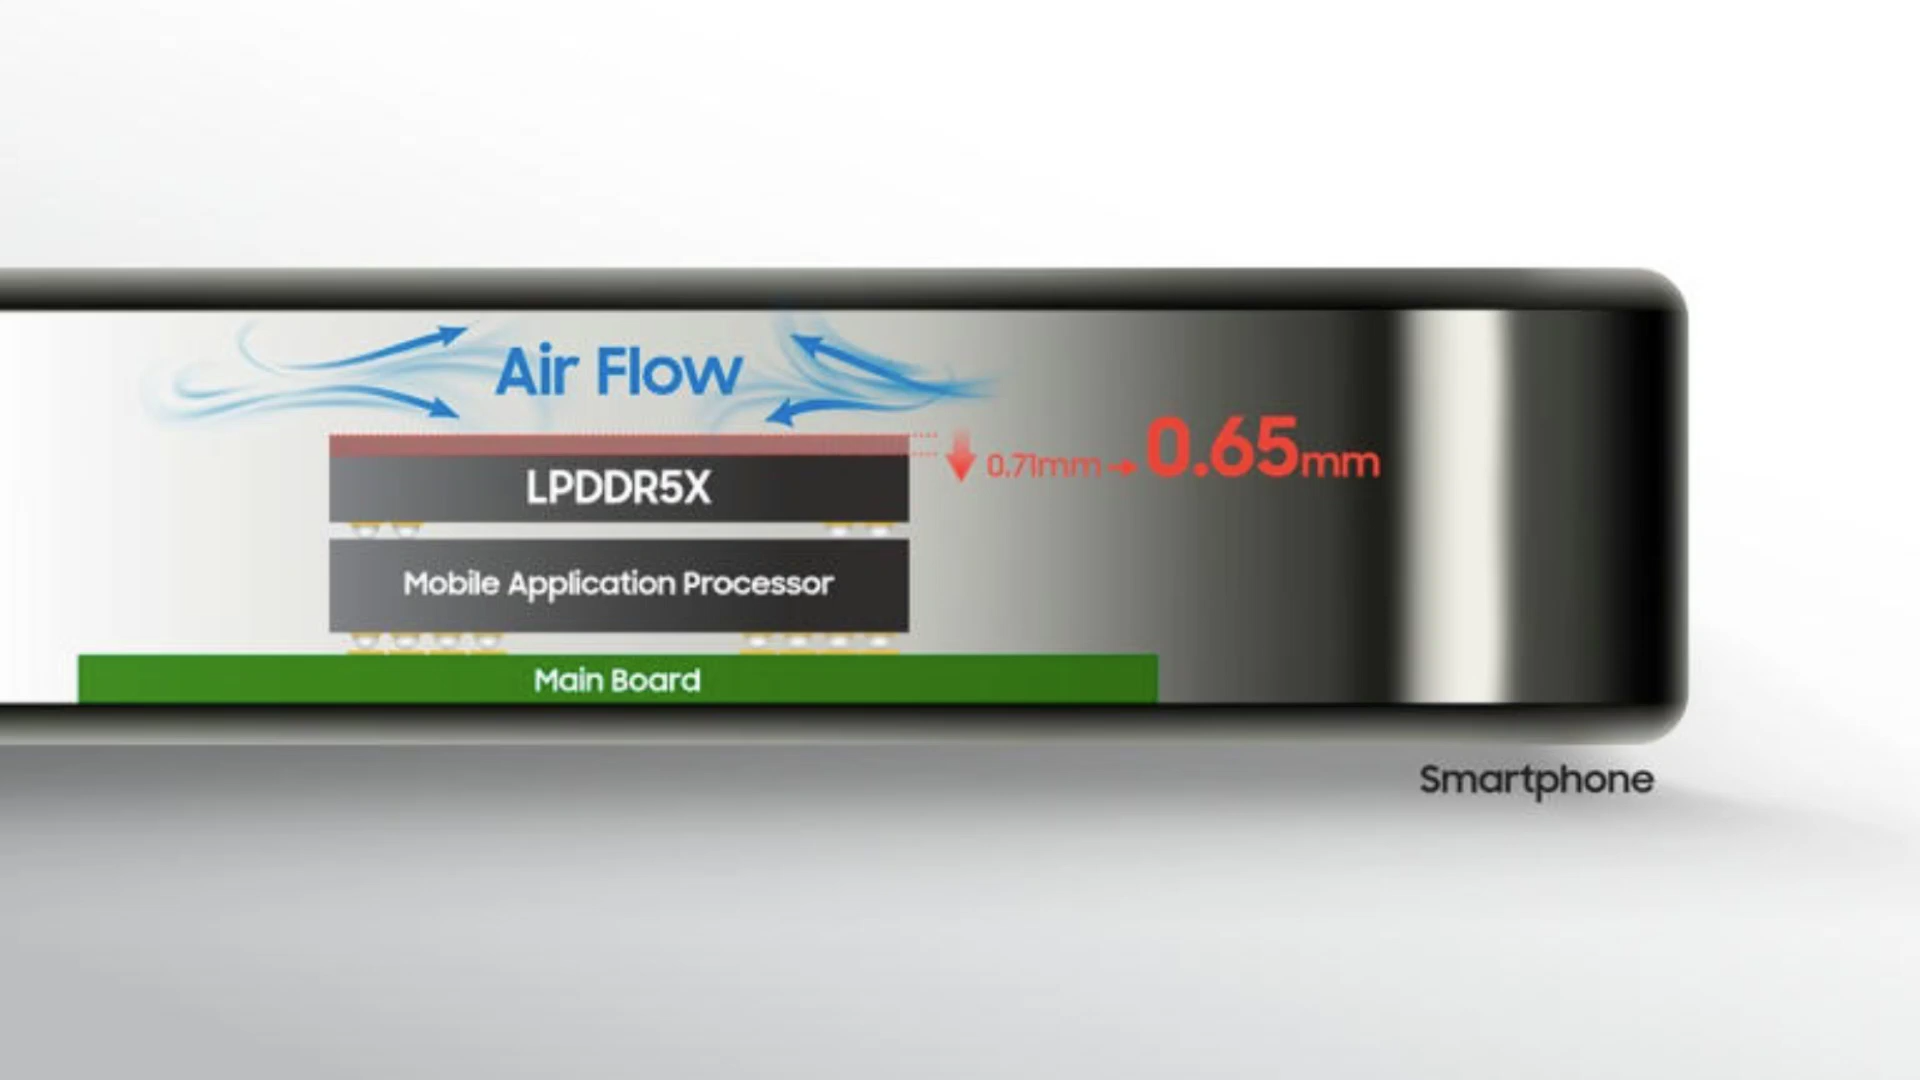 Air Flow
LPDDR5X
0.71mm → 0.65mm
Mobile Application Processor
Main Board
Smartphone